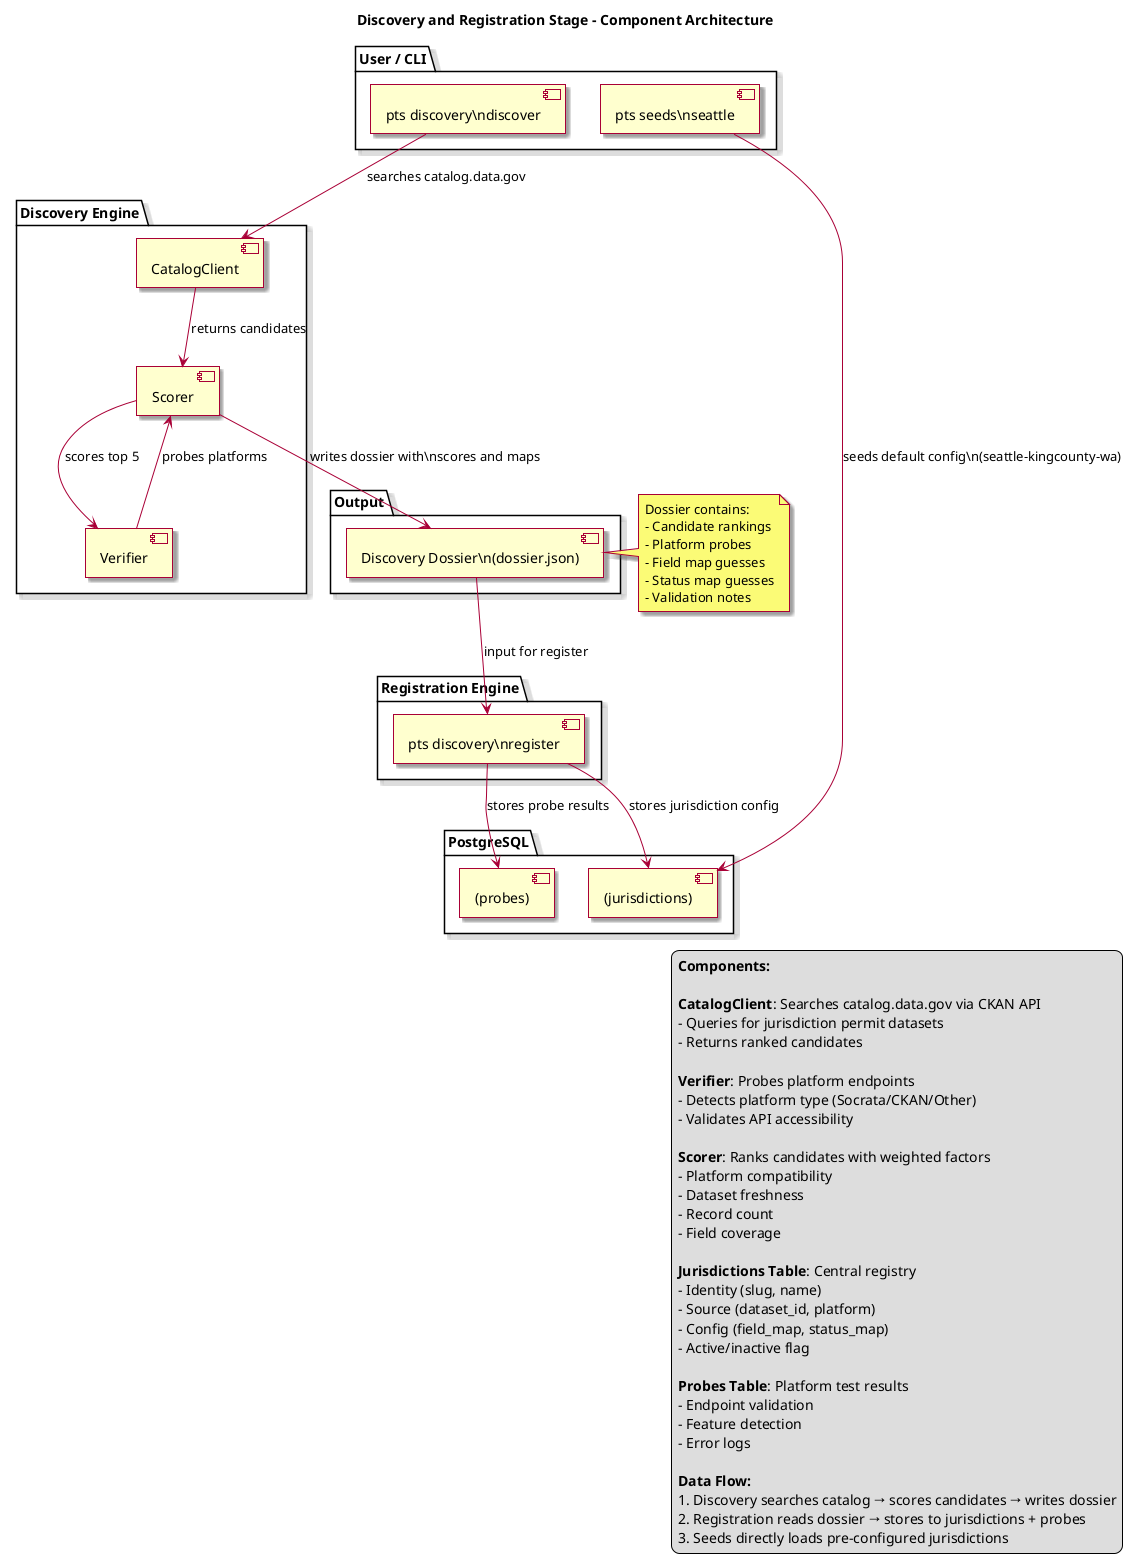 Discovery and Registration Stage - Component Architecture
User / CLI
pts discovery\ndiscover
pts seeds\nseattle
searches catalog.data.gov
Discovery Engine
CatalogClient
returns candidates
Scorer
scores top 5
probes platforms
writes dossier with\nscores and maps
seeds default config\n(seattle-kingcounty-wa)
Verifier
Output
Discovery Dossier\n(dossier.json)
Dossier contains:
- Candidate rankings
- Platform probes
- Field map guesses
- Status map guesses
- Validation notes
input for register
Registration Engine
pts discovery\nregister
stores probe results
stores jurisdiction config
PostgreSQL
(probes)
(jurisdictions)
Components:
CatalogClient: Searches catalog.data.gov via CKAN API
- Queries for jurisdiction permit datasets
- Returns ranked candidates
Verifier: Probes platform endpoints
- Detects platform type (Socrata/CKAN/Other)
- Validates API accessibility
Scorer: Ranks candidates with weighted factors
- Platform compatibility
- Dataset freshness
- Record count
- Field coverage
Jurisdictions Table: Central registry
- Identity (slug, name)
- Source (dataset_id, platform)
- Config (field_map, status_map)
- Active/inactive flag
Probes Table: Platform test results
- Endpoint validation
- Feature detection
- Error logs
Data Flow:
1. Discovery searches catalog → scores candidates → writes dossier
2. Registration reads dossier → stores to jurisdictions + probes
3. Seeds directly loads pre-configured jurisdictions